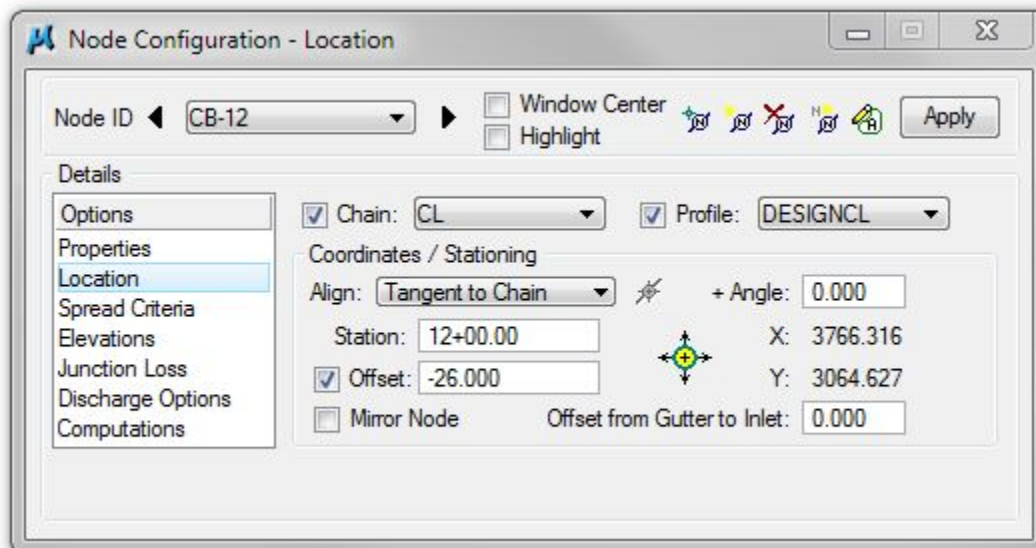 Node Configuration - Location
Node ID CB-12 Window Center Apply
Highlight
Details
Options
Properties
Location
Spread Criteria
Elevations
Junction Loss
Discharge Options
Computations
Chain: CL Profile: DESIGNCL
Coordinates / Stationing
Align: Tangent to Chain + Angle: 0.000
Station: 12+00.00 X: 3766.316
Offset: -26.000 Y: 3064.627
Mirror Node Offset from Gutter to Inlet: 0.000